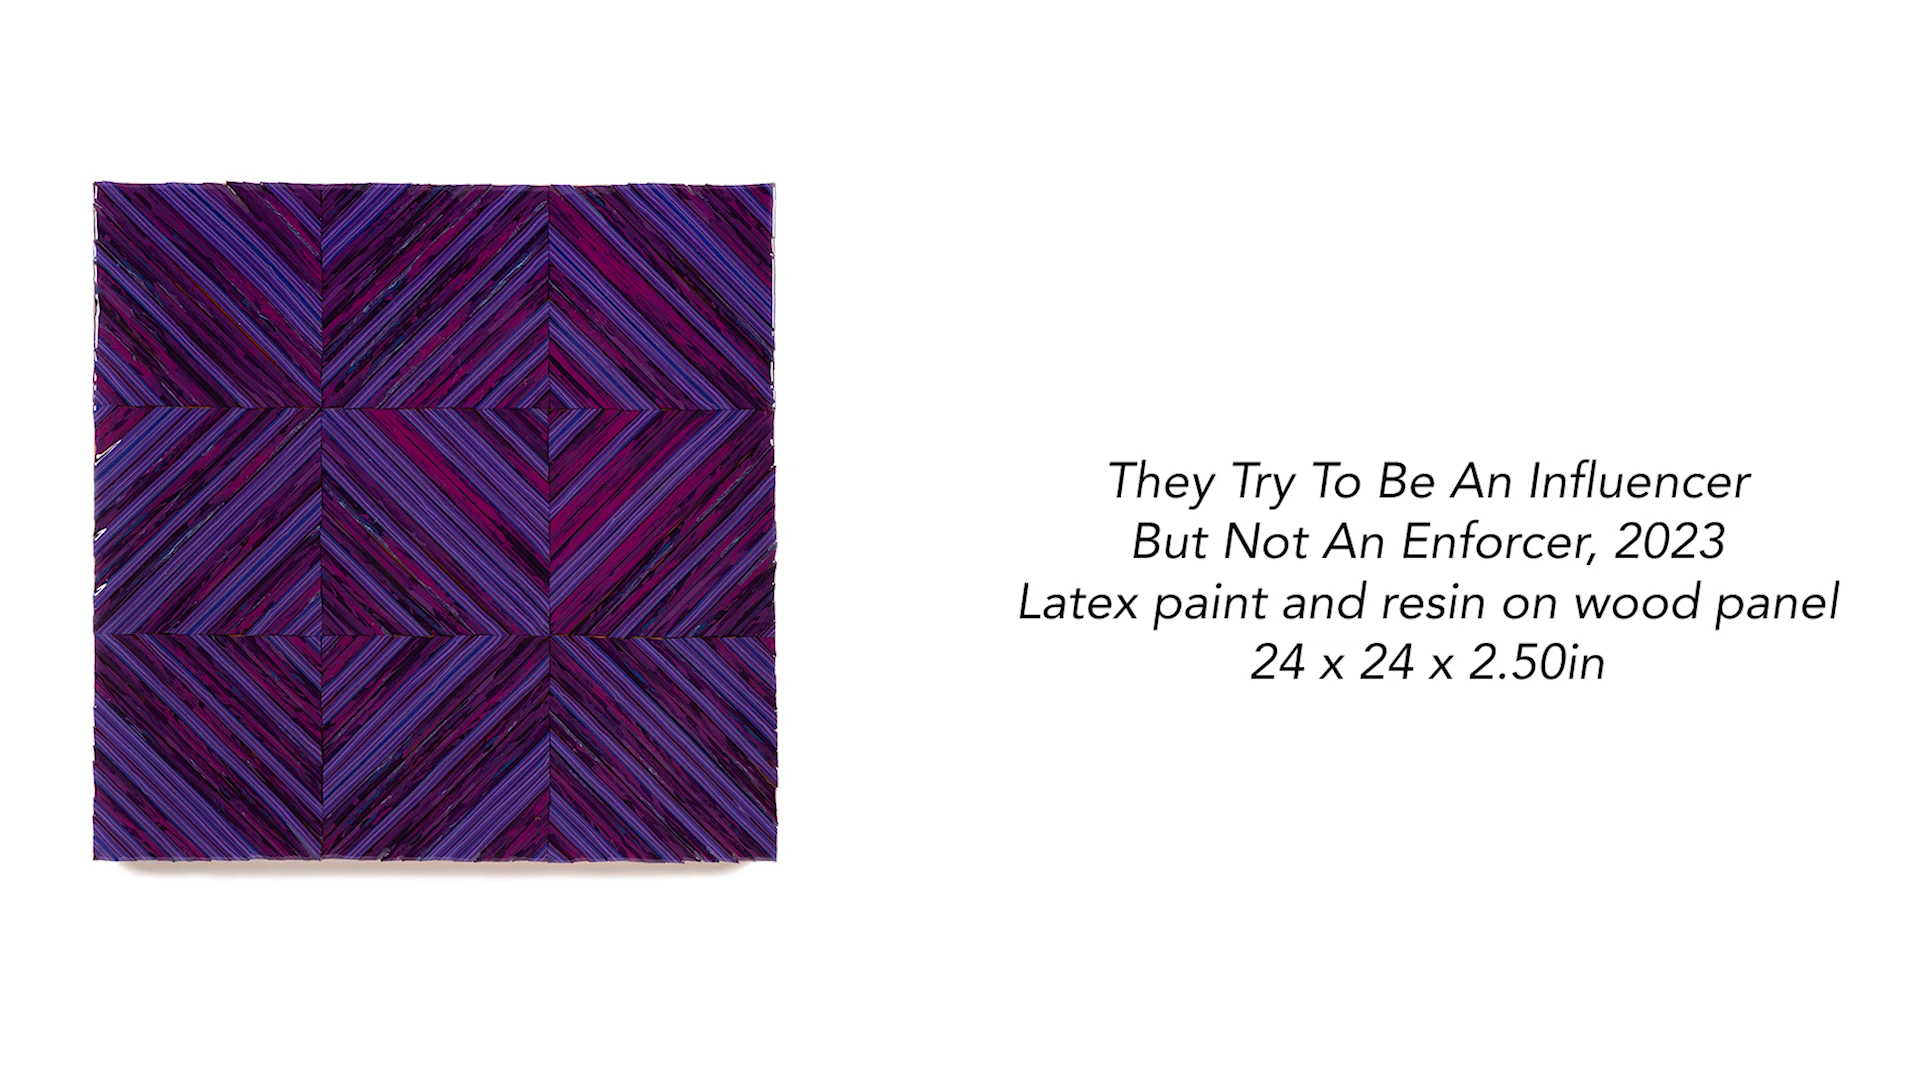 They Try To Be An Influencer
But Not An Enforcer, 2023
Latex paint and resin on wood panel
24 x 24 x 2.50in